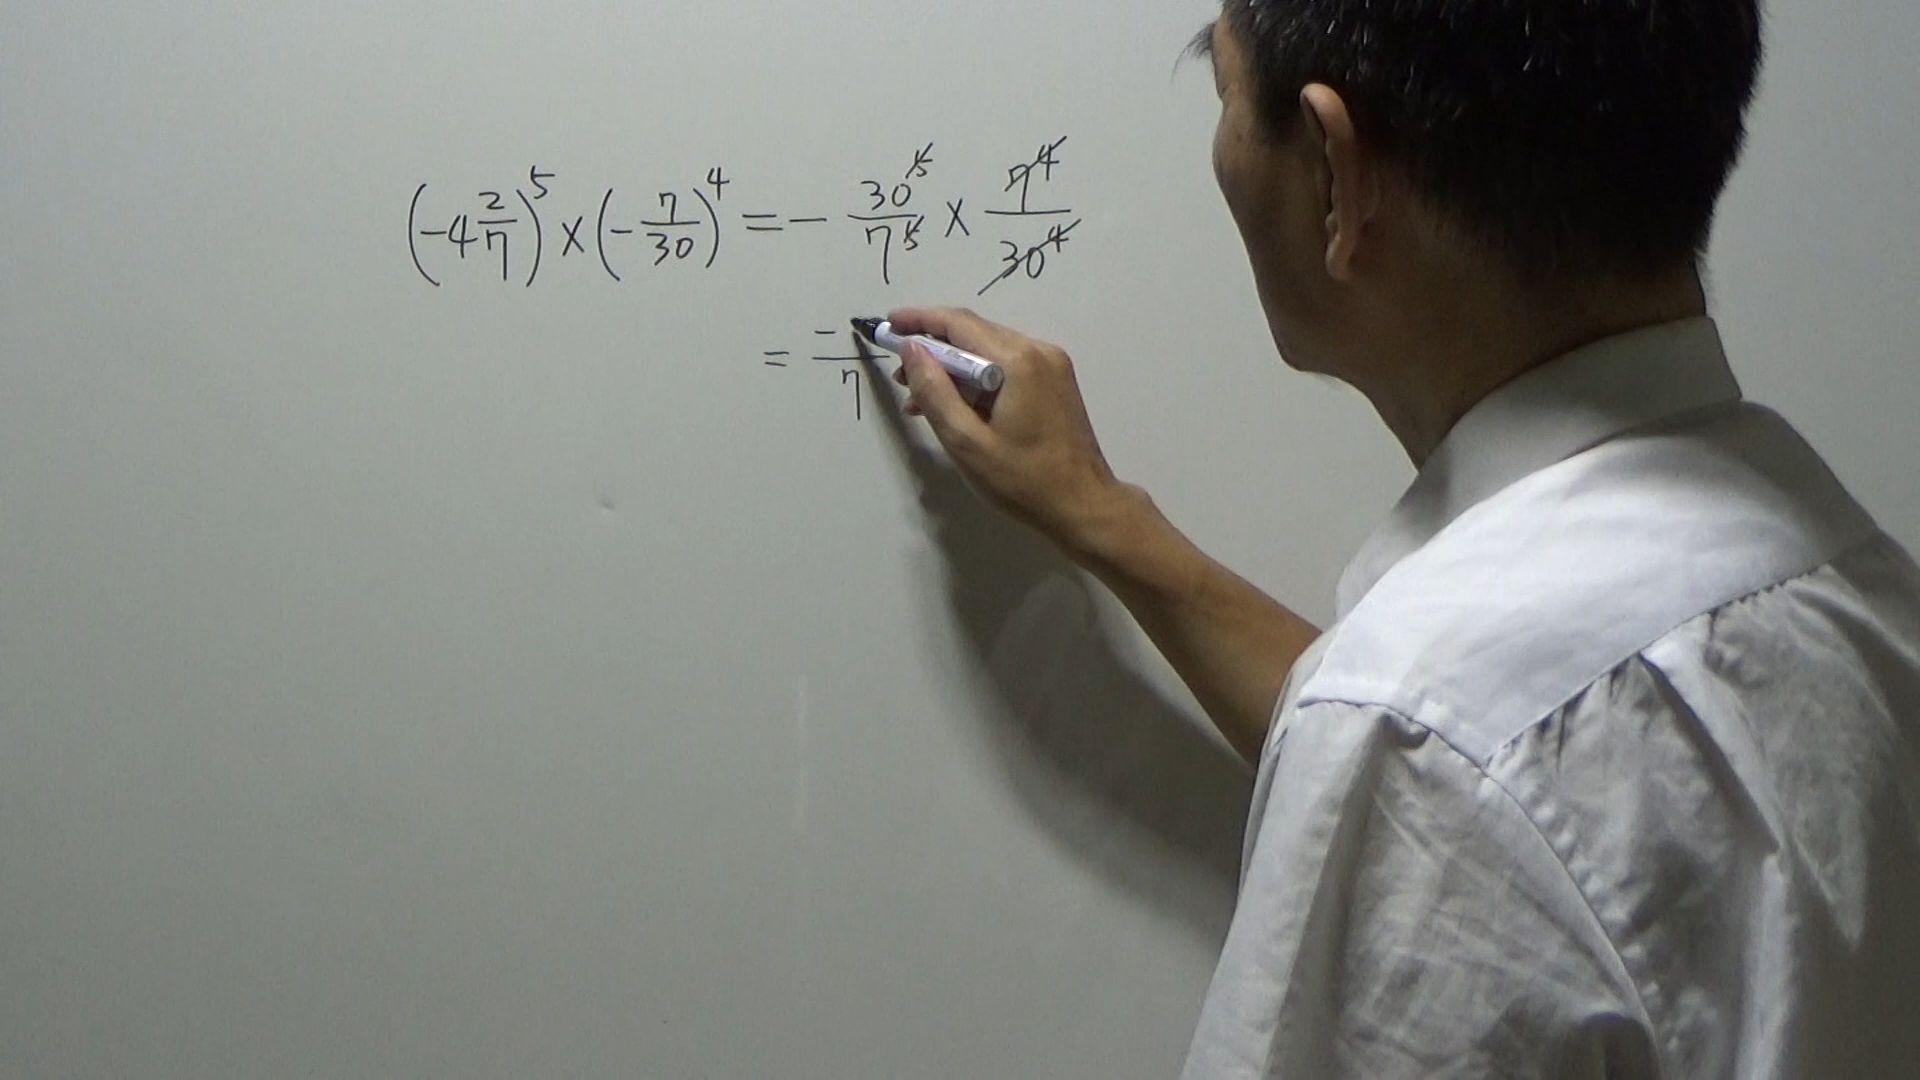 (-4 2/7)^5 × (-7/30)^4 = - 30^5/7^5 × 7^4/30^4
= -/7